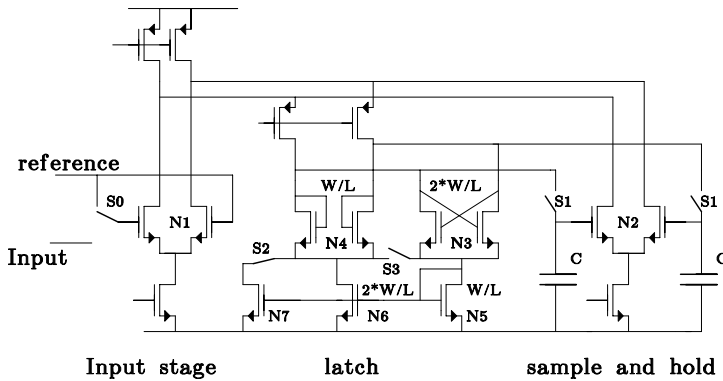 reference
S0
N1
Input
W/L
2*W/L
N4
N3
S2
S3
2*W/L
W/L
N7
N6
N5
S1
N2
S1
C
C
Input stage
latch
sample and hold